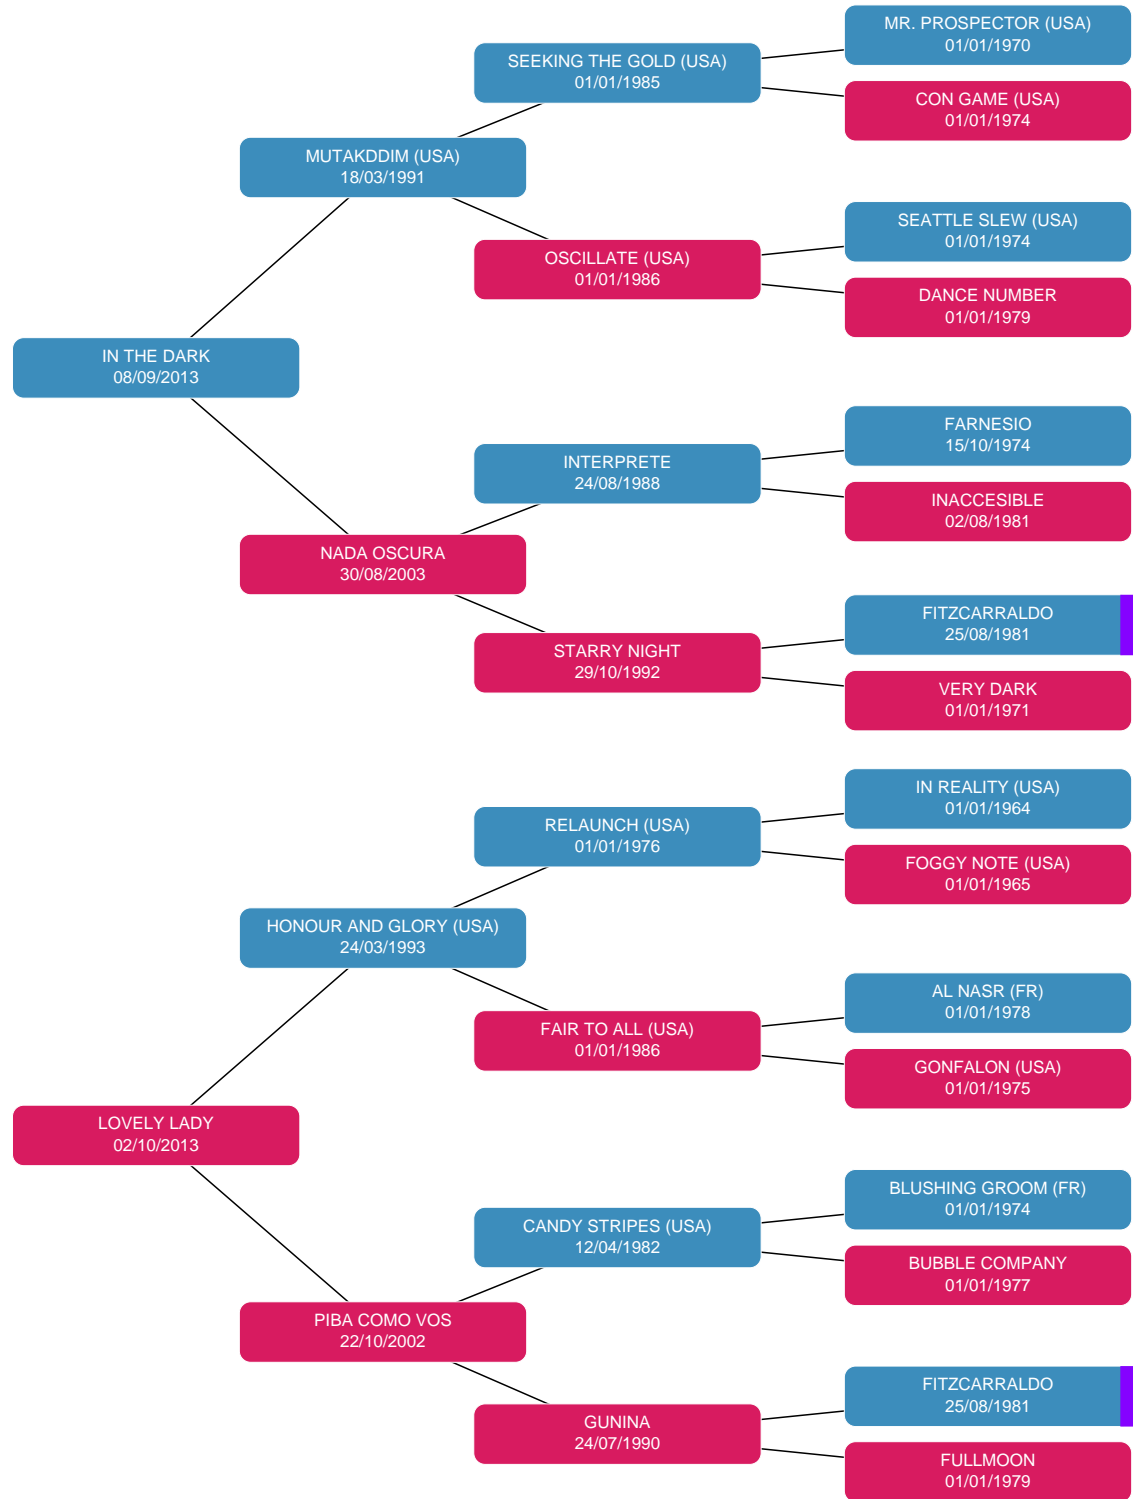 MR. PROSPECTOR (USA)
01/01/1970
SEEKING THE GOLD (USA)
01/01/1985
CON GAME (USA)
01/01/1974
MUTAKDDIM (USA)
18/03/1991
SEATTLE SLEW (USA)
01/01/1974
OSCILLATE (USA)
01/01/1986
DANCE NUMBER
01/01/1979
IN THE DARK
08/09/2013
FARNESIO
15/10/1974
INTERPRETE
24/08/1988
INACCESIBLE
02/08/1981
NADA OSCURA
30/08/2003
FITZCARRALDO
25/08/1981
STARRY NIGHT
29/10/1992
VERY DARK
01/01/1971
IN REALITY (USA)
01/01/1964
RELAUNCH (USA)
01/01/1976
FOGGY NOTE (USA)
01/01/1965
HONOUR AND GLORY (USA)
24/03/1993
AL NASR (FR)
01/01/1978
FAIR TO ALL (USA)
01/01/1986
GONFALON (USA)
01/01/1975
LOVELY LADY
02/10/2013
BLUSHING GROOM (FR)
01/01/1974
CANDY STRIPES (USA)
12/04/1982
BUBBLE COMPANY
01/01/1977
PIBA COMO VOS
22/10/2002
FITZCARRALDO
25/08/1981
GUNINA
24/07/1990
FULLMOON
01/01/1979